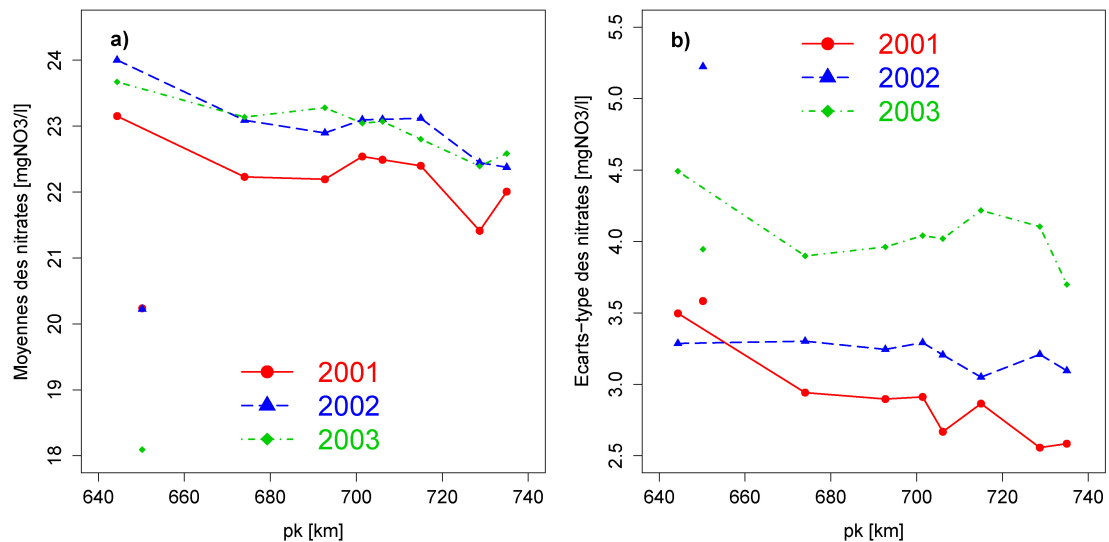 a)
Moyennes des nitrates [mgNO3/l]
24
23
22
21
20
19
18
2001
2002
2003
640 660 680 700 720 740
pk [km]
b)
Ecarts−type des nitrates [mgNO3/l]
5.5
5.0
4.5
4.0
3.5
3.0
2.5
2001
2002
2003
640 660 680 700 720 740
pk [km]